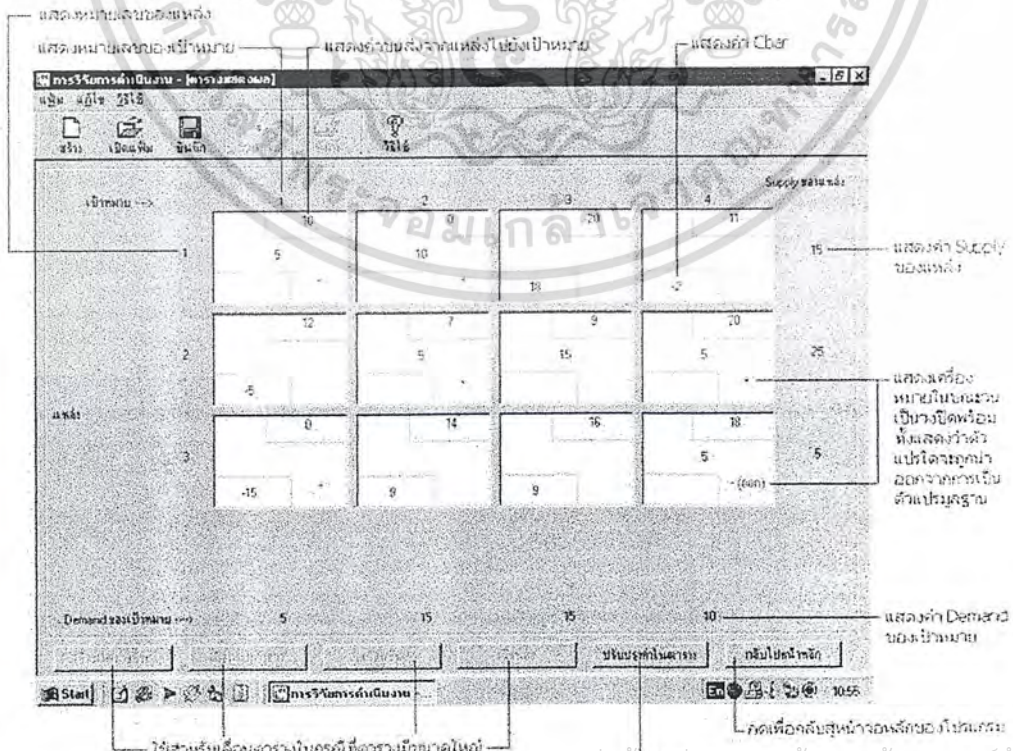 แสดงหมายเลขของแหล่ง
แสดงหมายเลขของเป้าหมาย
แสดงค่าขนส่งจากแหล่งไปยังเป้าหมาย
แสดงค่า Cbar
การวิจัยการดำเนินงาน - [ตารางแสดงผล]
แฟ้ม แก้ไข วิธีใช้
สร้าง เปิดแฟ้ม บันทึก วิธีใช้
Supply ของแหล่ง
เป้าหมาย --> 1 2 3 4
10 0 20 11
1 5 10 15
18 -2
แสดงค่า Supply
ของแหล่ง
12 7 9 20
2 5 15 5 25
-5
แสดงเครื่อง
หมายในขบวน
เป็นวงปิดพร้อม
ทั้งแสดงว่าตัว
แปรใดจะถูกนำ
ออกจากการเป็น
ตัวแปรมูลฐาน
แหล่ง
0 14 16 18
3 5 5
-15 + 9 9 -(ออก)
Demand ของเป้าหมาย --> 5 15 15 10
แสดงค่า Demand
ของเป้าหมาย
ปรับปรุงค่าในตาราง กลับไปหน้าหลัก
Start การวิจัยการดำเนินงาน - ... En 10:55
ใช้สำหรับเลื่อนตารางในกรณีที่ตารางมีขนาดใหญ่
กดเพื่อกลับสู่หน้าจอหลักของโปรแกรม